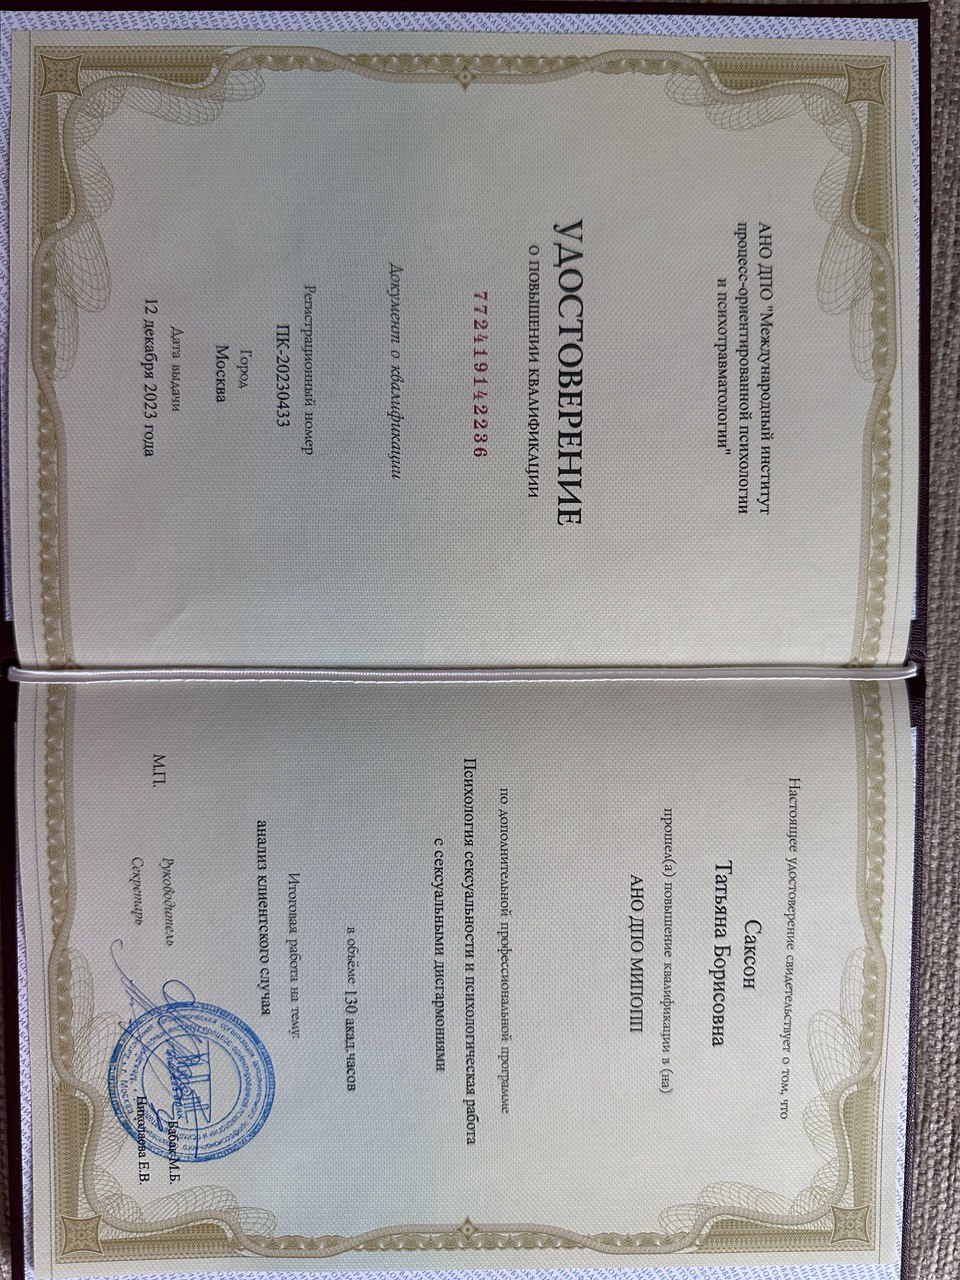 АНО ДПО "Международный институт
процесс-ориентированной психологии
и психотравматологии"
УДОСТОВЕРЕНИЕ
О ПОВЫШЕНИИ КВАЛИФИКАЦИИ
772419142236
Документ о квалификации
Регистрационный номер
ПК-20230433
Город
Москва
Дата выдачи
12 декабря 2023 года
Настоящее удостоверение свидетельствует о том, что
Саксон
Татьяна Борисовна
прошел(а) повышение квалификации в (на)
АНО ДПО МИПОПП
по дополнительной профессиональной программе
Психология сексуальности и психологическая работа
с сексуальными дисгармониями
в объёме 130 акад.часов
Итоговая работа на тему:
анализ клиентского случая
М.П.
Руководитель
Бабак М.Б.
Секретарь
Николаева Е.В.